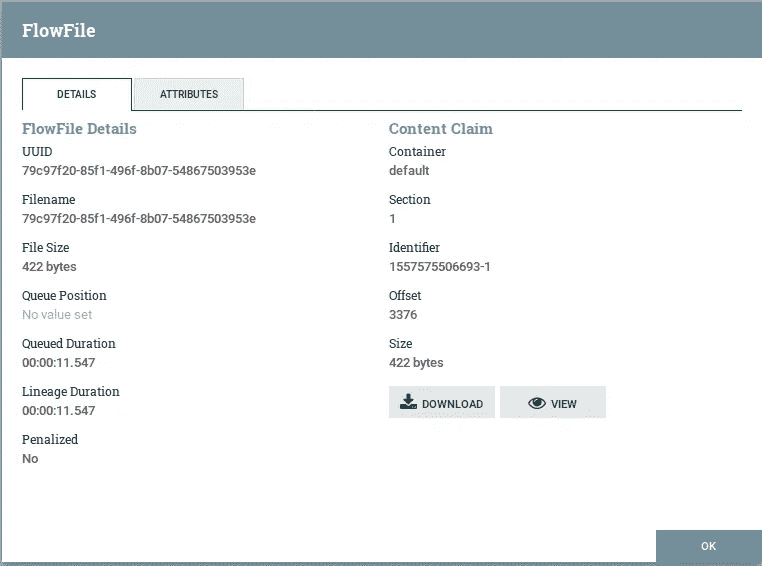 FlowFile
DETAILS
ATTRIBUTES
FlowFile Details
UUID
79c97f20-85f1-496f-8b07-54867503953e
Filename
79c97f20-85f1-496f-8b07-54867503953e
File Size
422 bytes
Queue Position
No value set
Queued Duration
00:00:11.547
Lineage Duration
00:00:11.547
Penalized
No
Content Claim
Container
default
Section
1
Identifier
1557575506693-1
Offset
3376
Size
422 bytes
DOWNLOAD
VIEW
OK